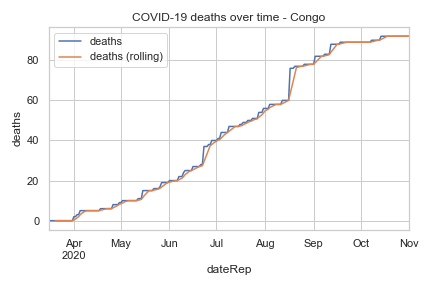 COVID-19 deaths over time - Congo
deaths
deaths (rolling)
deaths
80
60
40
20
0
Apr May Jun Jul Aug Sep Oct Nov
2020
dateRep